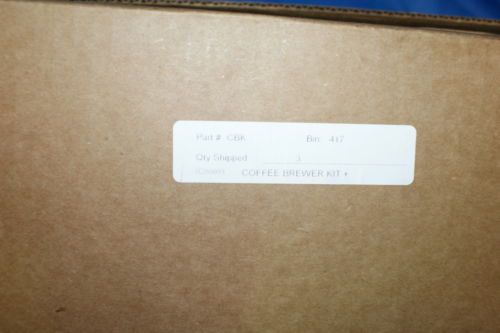 Part # CBK Bin: 417
Qty Shipped 3
COFFEE BREWER KIT